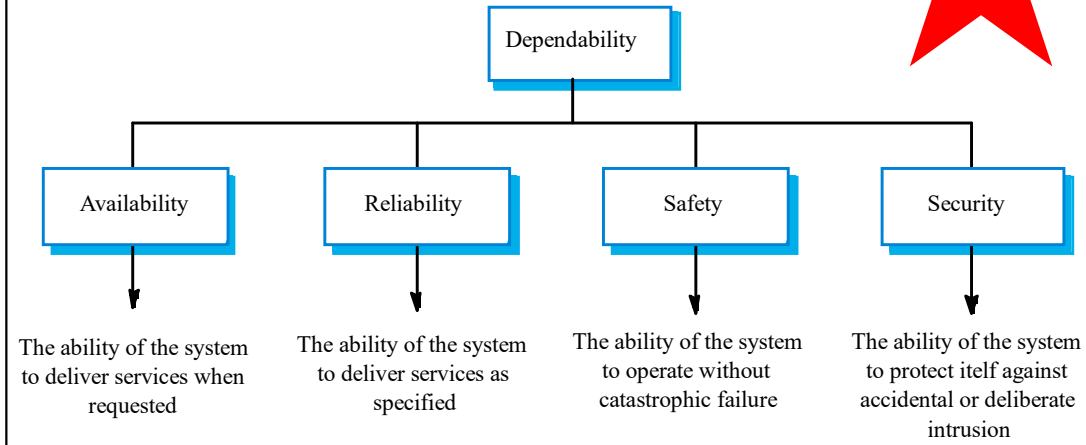 Dependability
Availability
Reliability
Safety
Security
The ability of the system
to deliver services when
requested
The ability of the system
to deliver services as
specified
The ability of the system
to operate without
catastrophic failure
The ability of the system
to protect itelf against
accidental or deliberate
intrusion